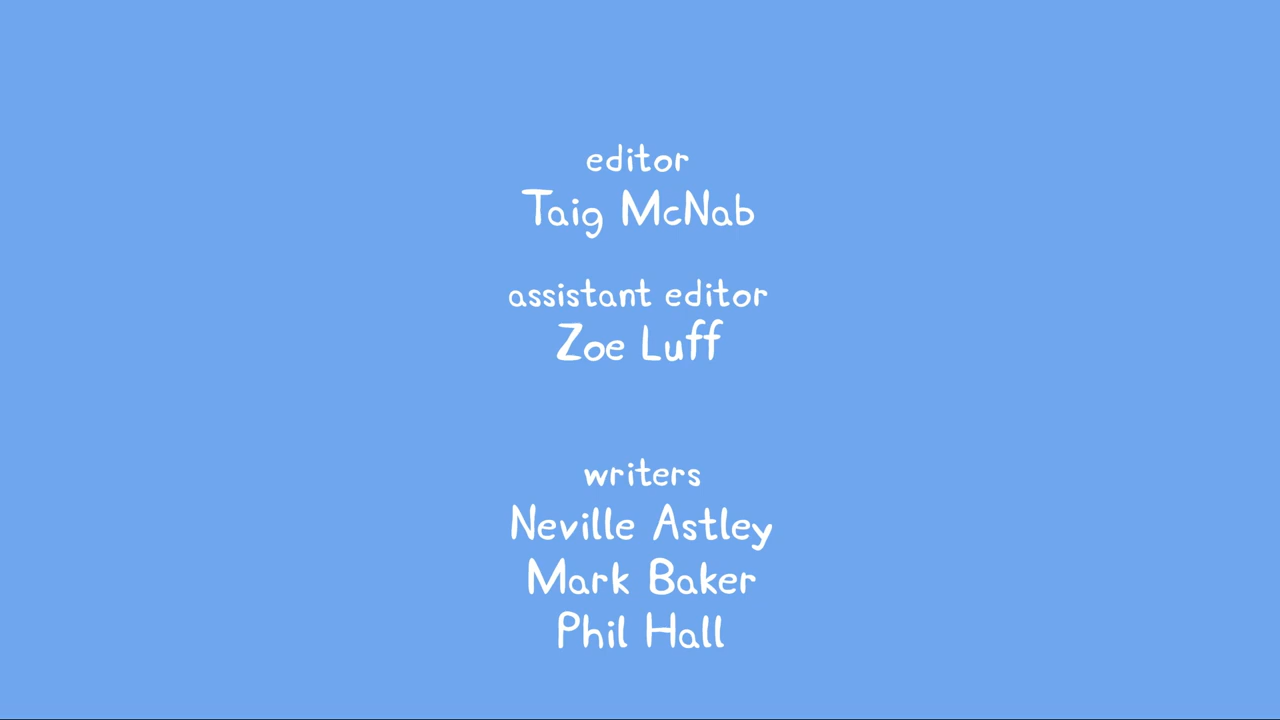 editor
Taig McNab
assistant editor
Zoe Luff
writers
Neville Astley
Mark Baker
Phil Hall